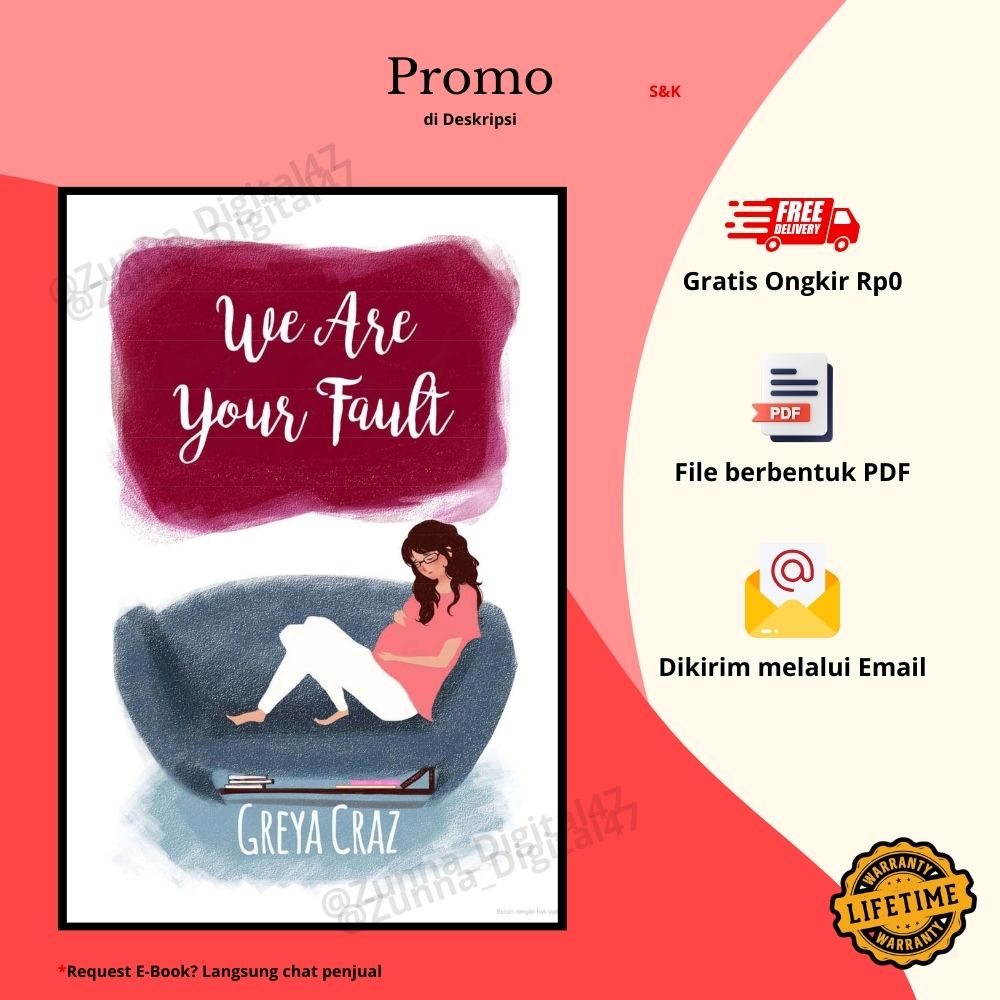 Promo
di Deskripsi
S&K
@Zunna_Digital47
@Zunna_Digital47
We Are
Your Fault
FREE
DELIVERY
Gratis Ongkir Rp0
PDF
File berbentuk PDF
Dikirim melalui Email
GREYA CRAZ
@Zunna_Digital47
@Zunna_Digital47
WARRANTY
LIFETIME
WARRANTY
*Request E-Book? Langsung chat penjual